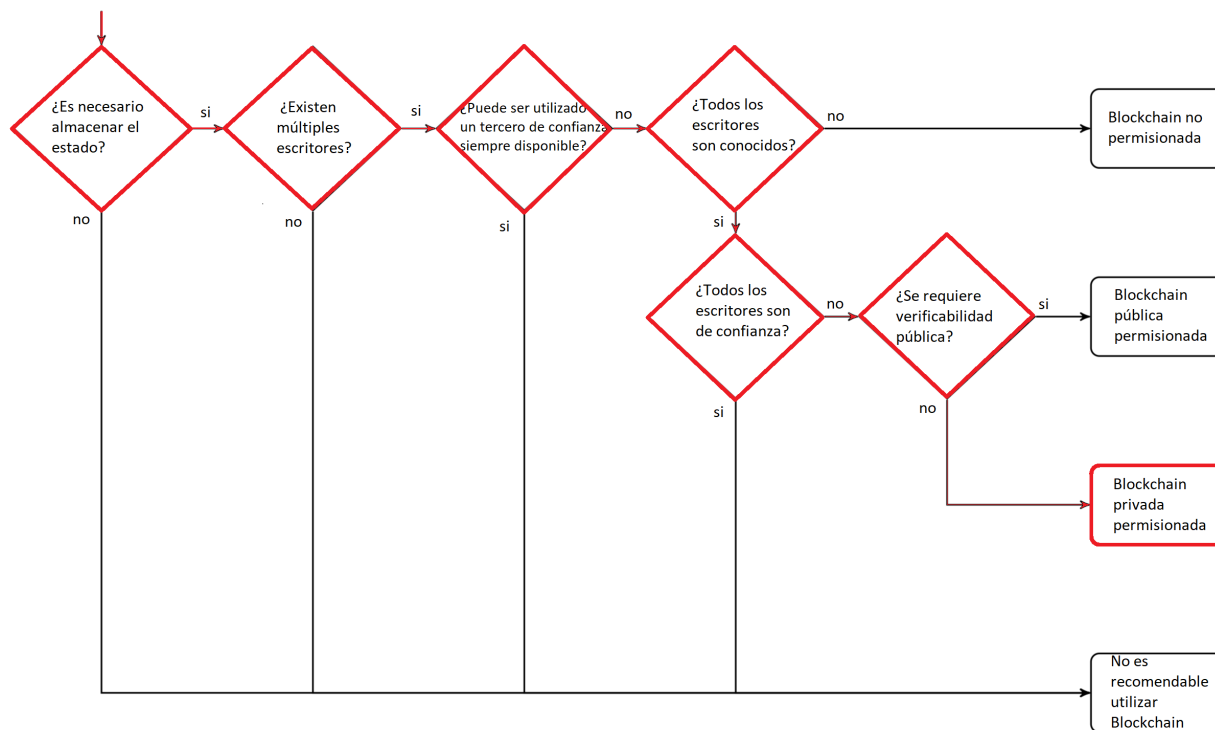 ¿Es necesario
almacenar el
estado?
si
no
¿Existen
múltiples
escritores?
si
no
¿Puede ser utilizado
un tercero de confianza
siempre disponible?
no
si
¿Todos los
escritores
son conocidos?
no
si
Blockchain no
permisionada
¿Todos los
escritores son
de confianza?
no
si
¿Se requiere
verificabilidad
pública?
si
no
Blockchain
pública
permisionada
Blockchain
privada
permisionada
No es
recomendable
utilizar
Blockchain